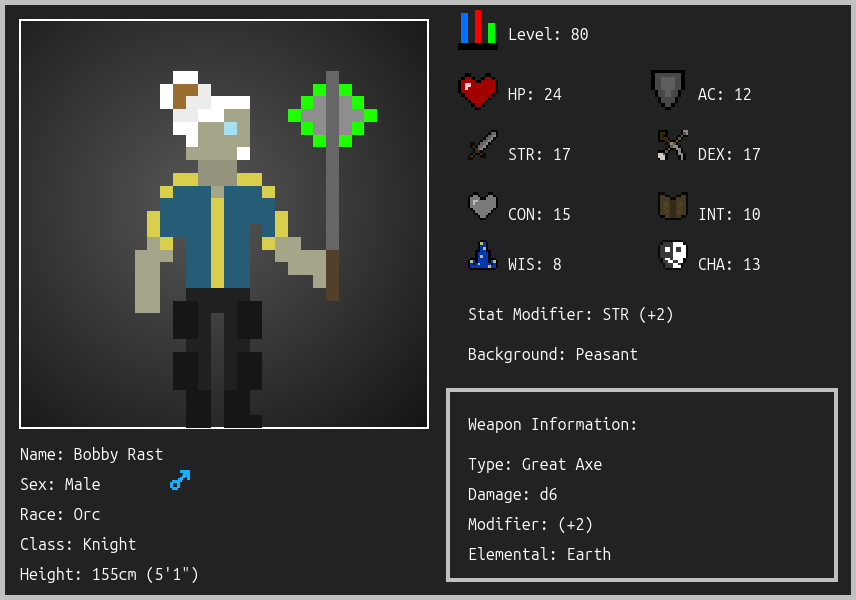 Level: 80
HP: 24
AC: 12
STR: 17
DEX: 17
CON: 15
INT: 10
WIS: 8
CHA: 13
Stat Modifier: STR (+2)
Background: Peasant
Weapon Information:
Type: Great Axe
Damage: d6
Modifier: (+2)
Elemental: Earth
Name: Bobby Rast
Sex: Male
Race: Orc
Class: Knight
Height: 155cm (5'1")